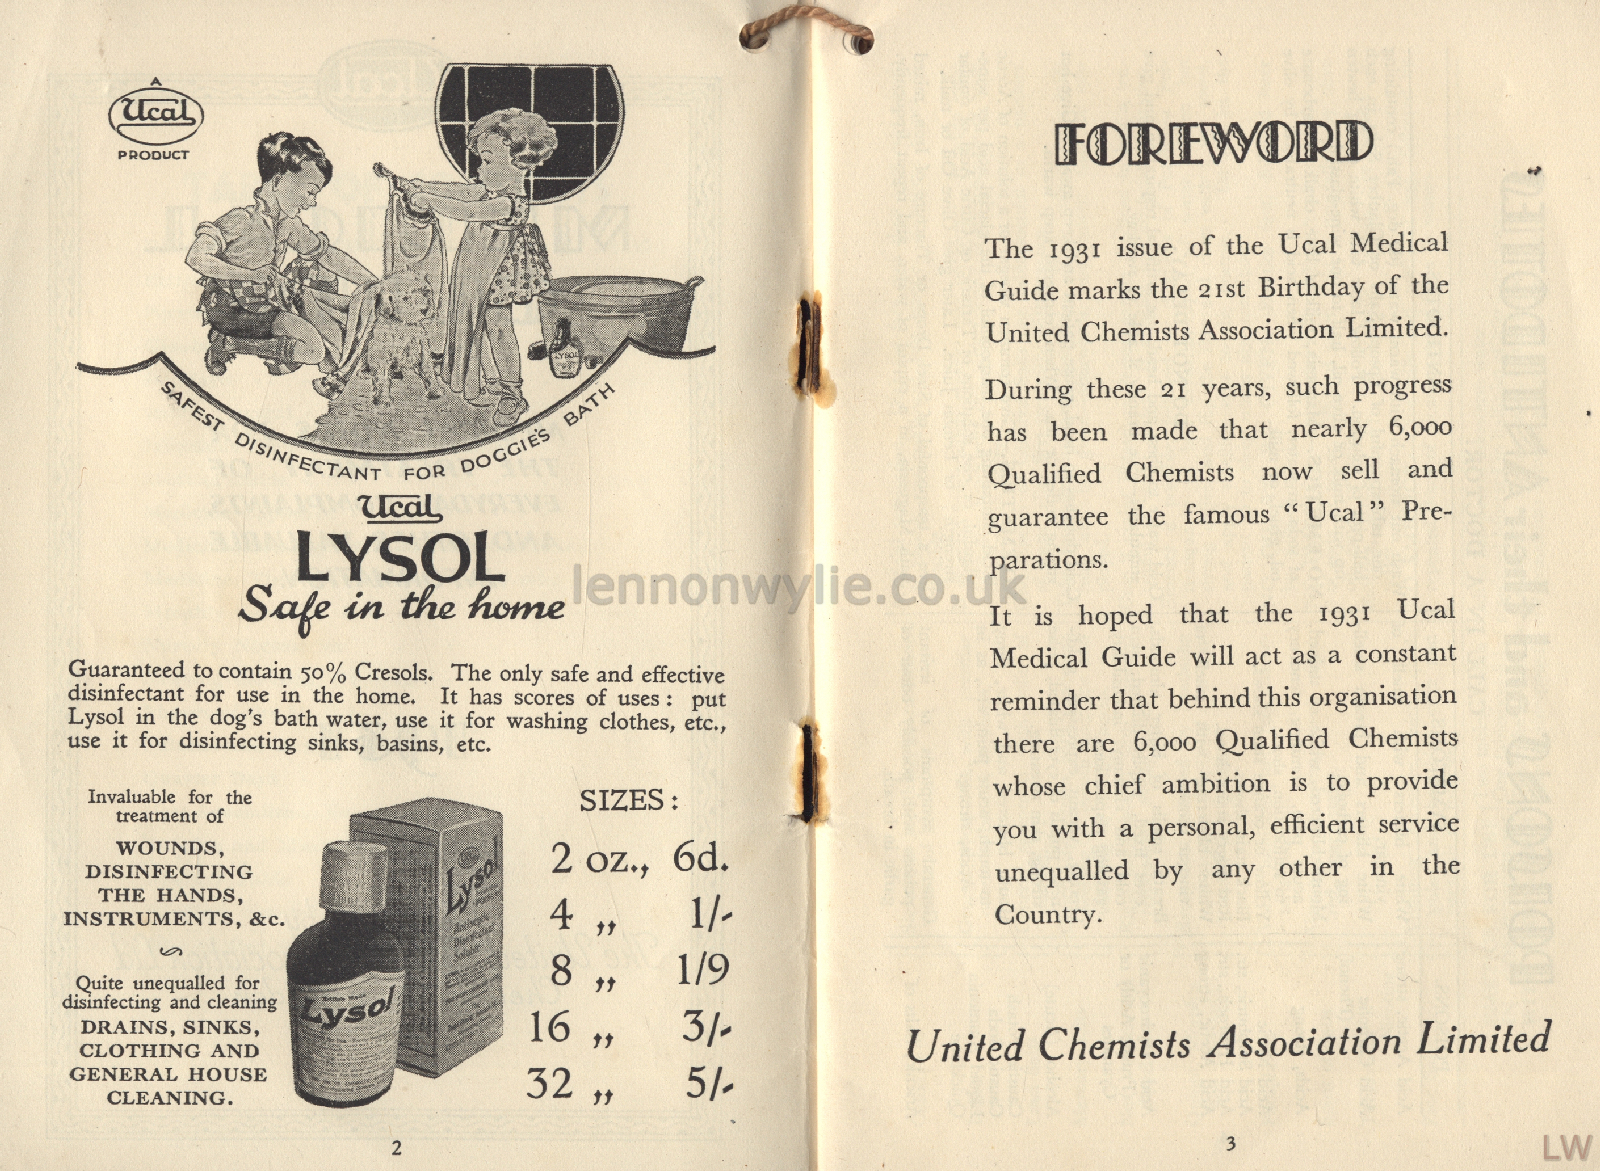 A
Ucal
PRODUCT
LYSOL
SAFEST DISINFECTANT FOR DOGGIE'S BATH
Ucal
LYSOL
Safe in the home
Guaranteed to contain 50% Cresols. The only safe and effective
disinfectant for use in the home. It has scores of uses : put
Lysol in the dog's bath water, use it for washing clothes, etc.,
use it for disinfecting sinks, basins, etc.
Invaluable for the
treatment of
WOUNDS,
DISINFECTING
THE HANDS,
INSTRUMENTS, &c.
Quite unequalled for
disinfecting and cleaning
DRAINS, SINKS,
CLOTHING AND
GENERAL HOUSE
CLEANING.
Lysol
Lysol
SIZES :
2 oz., 6d.
4 ,, 1/-
8 ,, 1/9
16 ,, 3/-
32 ,, 5/-
2
FOREWORD
The 1931 issue of the Ucal Medical
Guide marks the 21st Birthday of the
United Chemists Association Limited.
During these 21 years, such progress
has been made that nearly 6,000
Qualified Chemists now sell and
guarantee the famous “Ucal” Pre-
parations.
It is hoped that the 1931 Ucal
Medical Guide will act as a constant
reminder that behind this organisation
there are 6,000 Qualified Chemists
whose chief ambition is to provide
you with a personal, efficient service
unequalled by any other in the
Country.
United Chemists Association Limited
3
lennonwylie.co.uk
LW